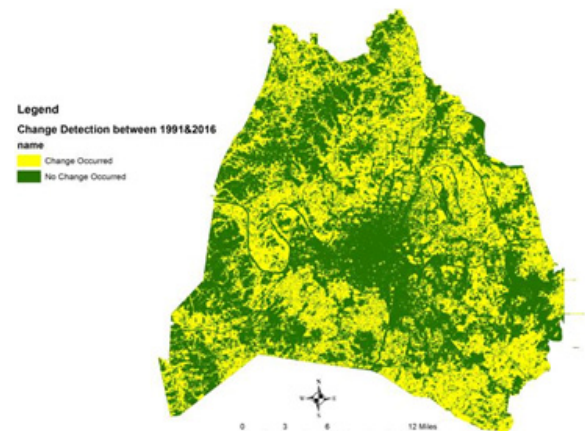 Legend
Change Detection between 1991&2016
name
Change Occurred
No Change Occurred
N
W E
S
0 3 6 12 Miles